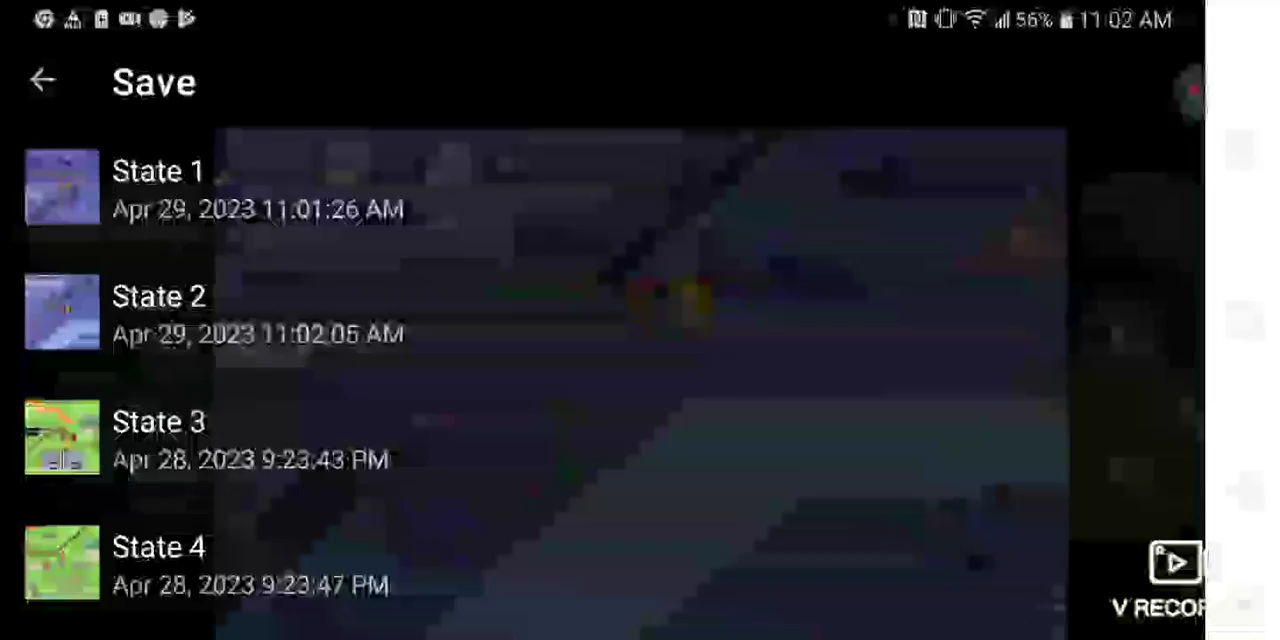 56% 11:02 AM
Save
State 1
Apr 29, 2023 11:01:26 AM
State 2
Apr 29, 2023 11:02:05 AM
State 3
Apr 28, 2023 9:23:43 PM
State 4
Apr 28, 2023 9:23:47 PM
V RECOR